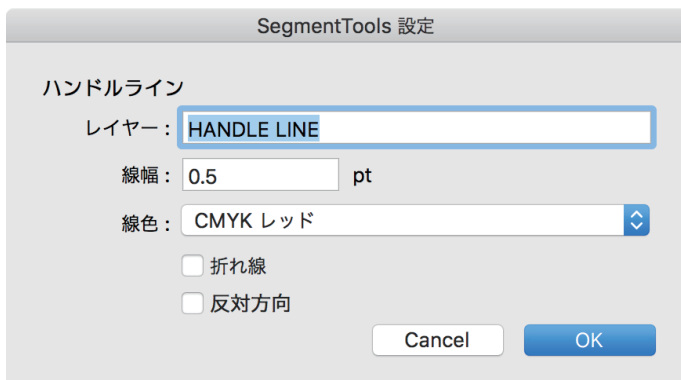 SegmentTools 設定
ハンドルライン
レイヤー : HANDLE LINE
線幅 : 0.5 pt
線色 : CMYK レッド
折れ線
反対方向
Cancel OK